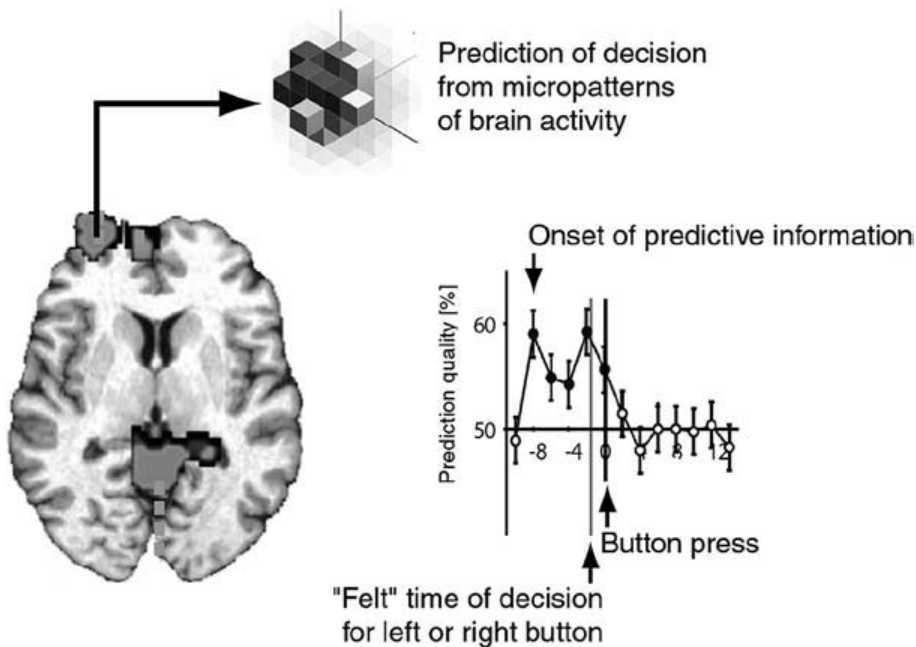 Prediction of decision
from micropatterns
of brain activity
Onset of predictive information
Prediction quality [%]
60
50
-8 -4 0 8 12
Button press
"Felt" time of decision
for left or right button